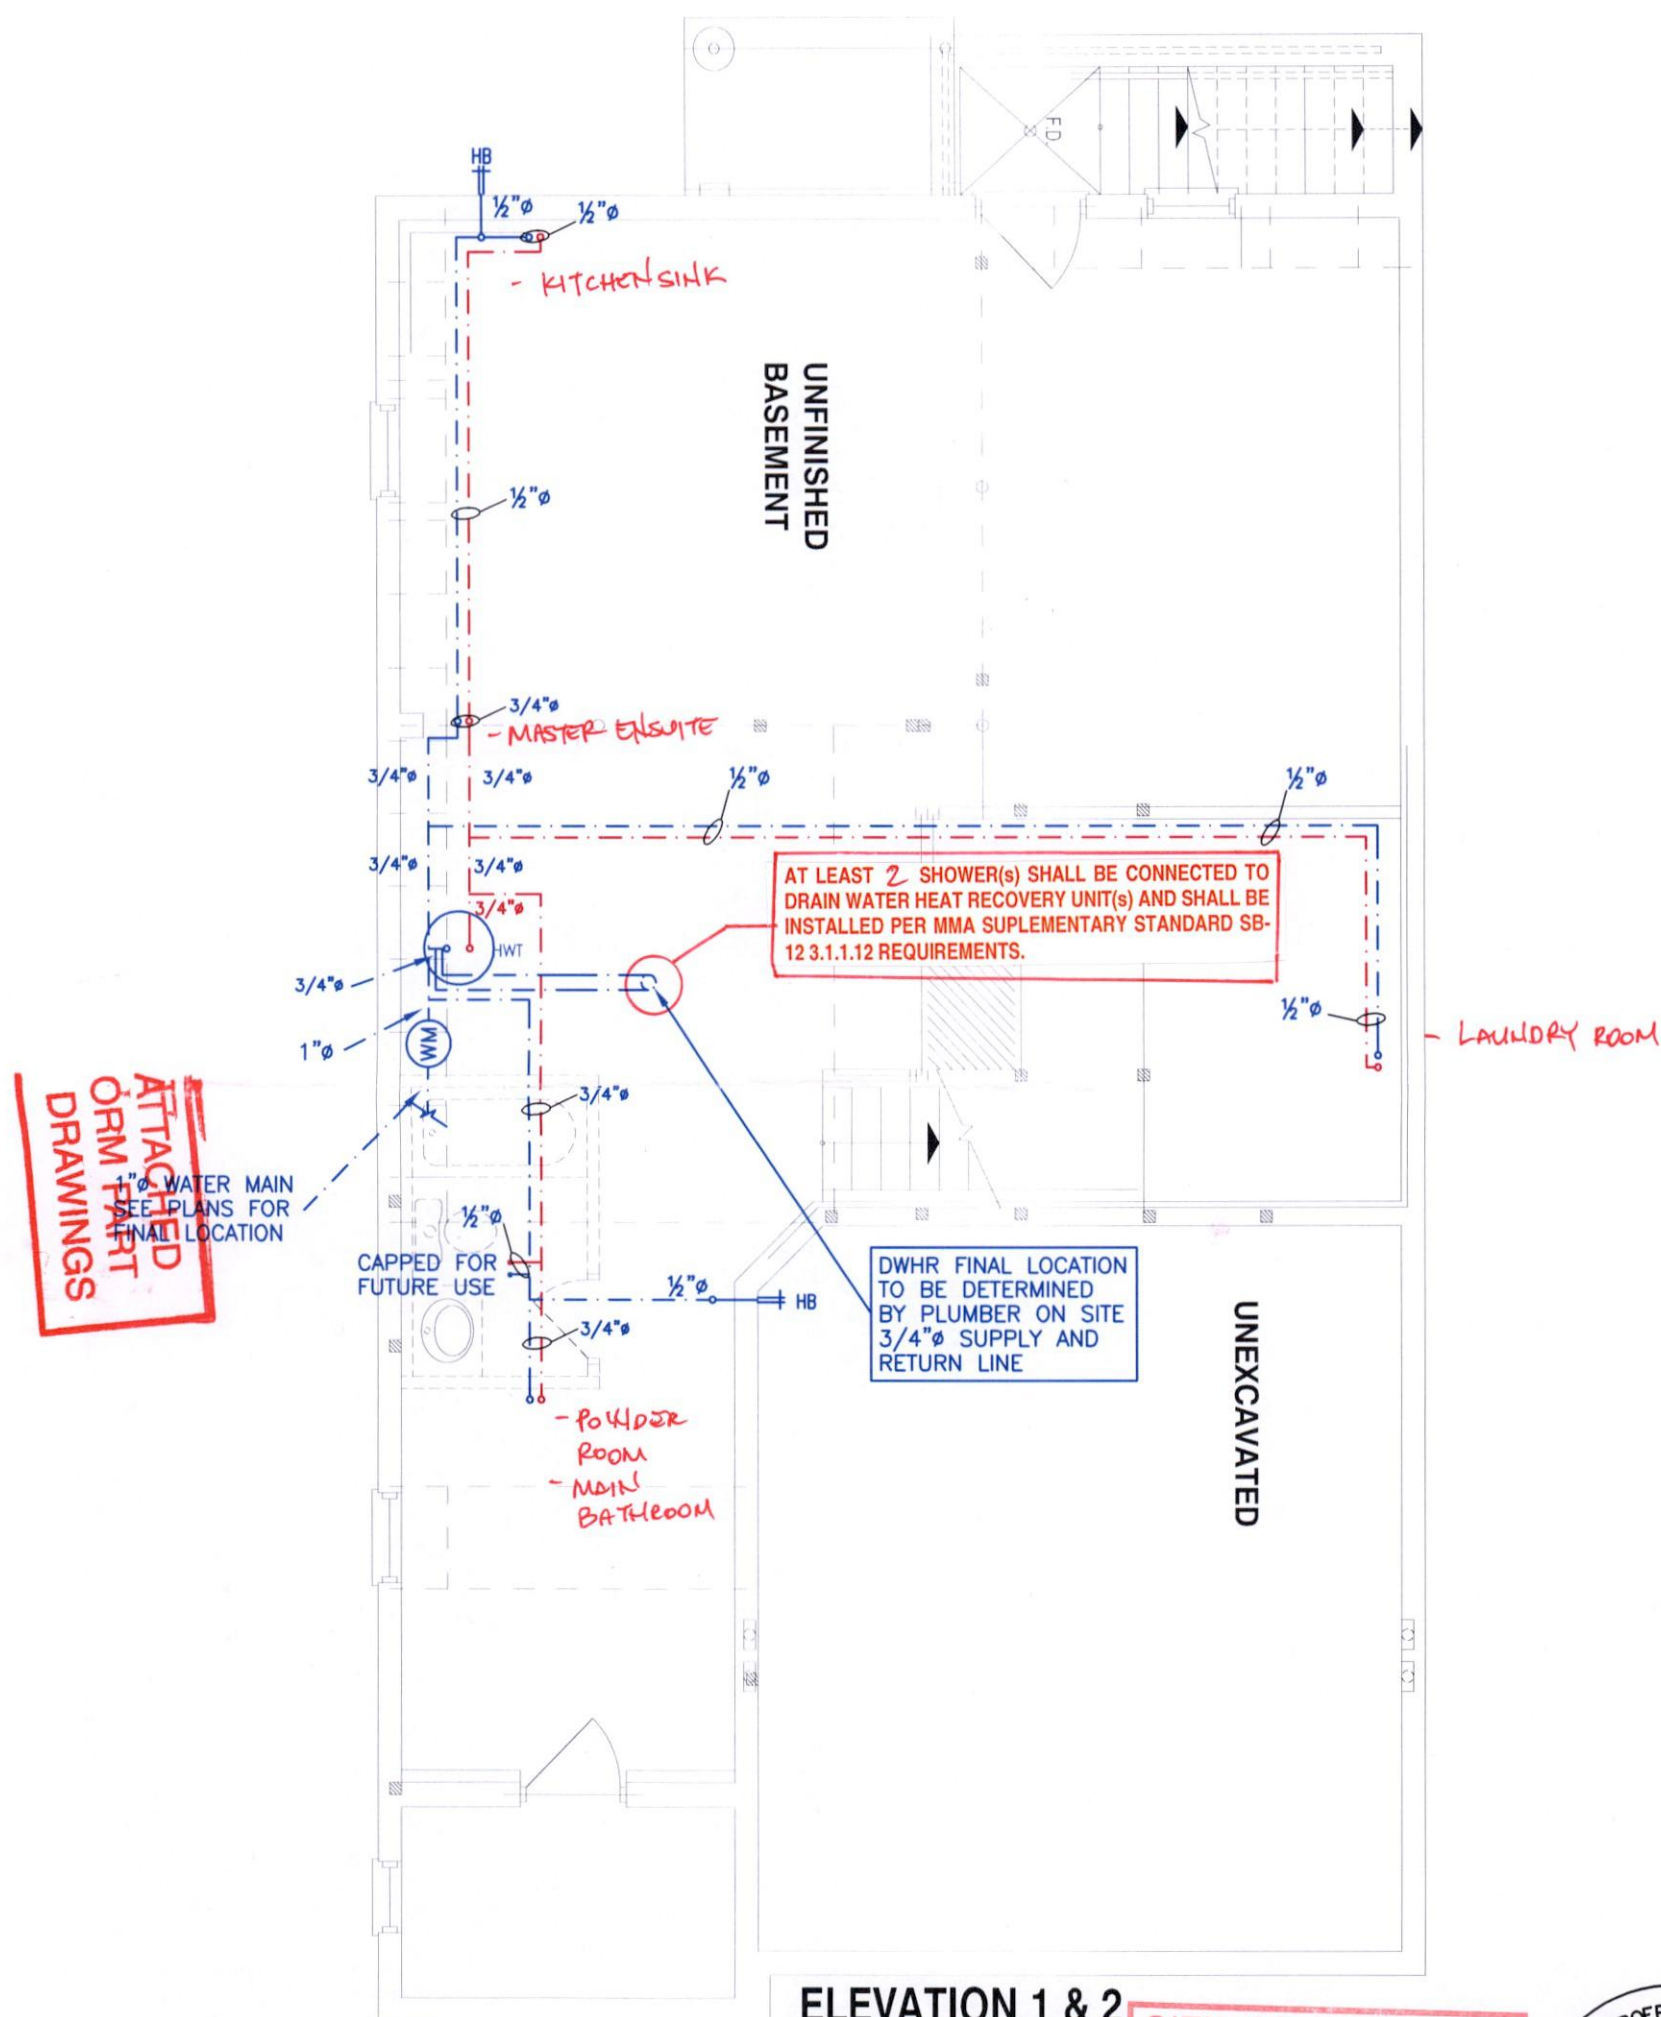 F.D.
HB
½"ø
½"ø
- KITCHEN SINK
UNFINISHED
BASEMENT
½"ø
3/4"ø
- MASTER ENSUITE
3/4"ø
3/4"ø
½"ø
½"ø
3/4"ø
3/4"ø
3/4"ø
HWT
AT LEAST 2 SHOWER(s) SHALL BE CONNECTED TO
DRAIN WATER HEAT RECOVERY UNIT(s) AND SHALL BE
INSTALLED PER MMA SUPLEMENTARY STANDARD SB-
12 3.1.1.12 REQUIREMENTS.
3/4"ø
1"ø
WM
½"ø
- LAUNDRY ROOM
3/4"ø
ATTACHED
ORM PART
DRAWINGS
1"ø WATER MAIN
SEE PLANS FOR
FINAL LOCATION
½"ø
CAPPED FOR
FUTURE USE
½"ø
HB
3/4"ø
DWHR FINAL LOCATION
TO BE DETERMINED
BY PLUMBER ON SITE
3/4"ø SUPPLY AND
RETURN LINE
- POWDER
ROOM
- MAIN
BATHROOM
UNEXCAVATED
ELEVATION 1 & 2